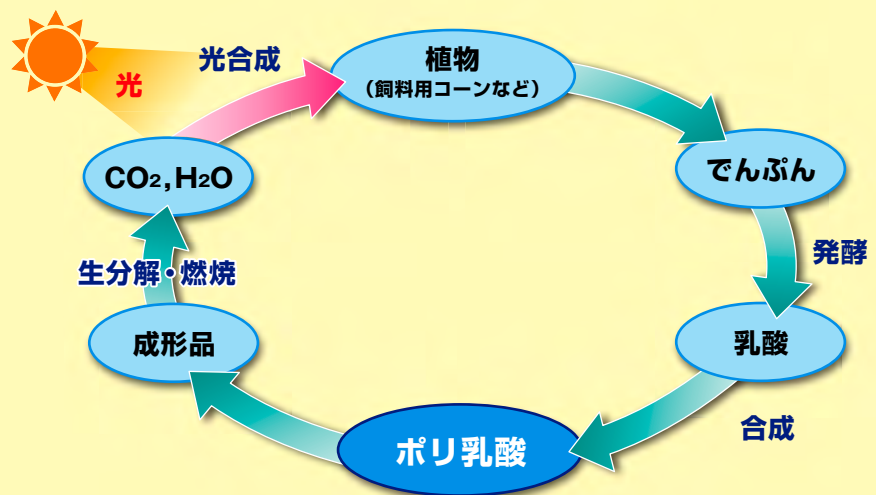 光
光合成
植物
（飼料用コーンなど）
でんぷん
発酵
乳酸
合成
ポリ乳酸
成形品
生分解・燃焼
CO2,H2O